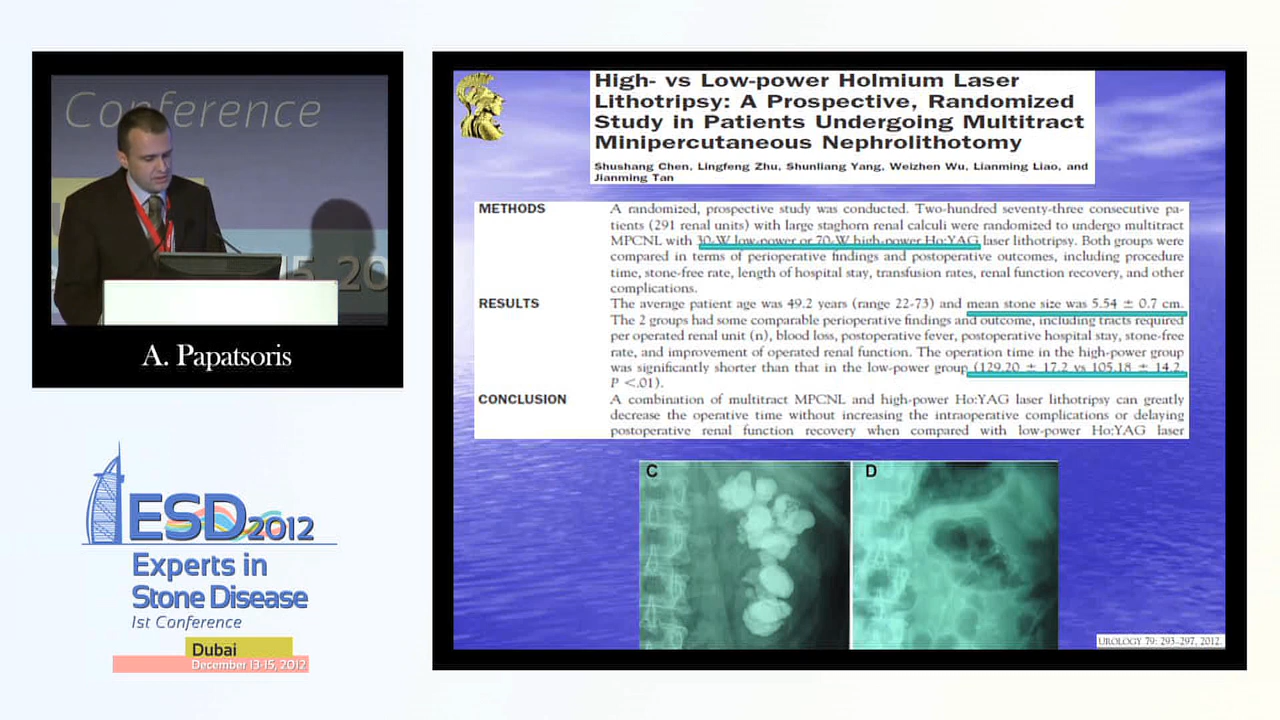 Conference
15, 20
A. Papatsoris
ESD 2012
Experts in
Stone Disease
1st Conference
Dubai
December 13-15, 2012
High- vs Low-power Holmium Laser
Lithotripsy: A Prospective, Randomized
Study in Patients Undergoing Multitract
Minipercutaneous Nephrolithotomy
Shushang Chen, Lingfeng Zhu, Shunliang Yang, Weizhen Wu, Lianming Liao, and
Jianming Tan
METHODS A randomized, prospective study was conducted. Two-hundred seventy-three consecutive pa-
tients (291 renal units) with large staghorn renal calculi were randomized to undergo multitract
MPCNL with 30-W low-power or 70-W high-power Ho:YAG laser lithotripsy. Both groups were
compared in terms of perioperative findings and postoperative outcomes, including procedure
time, stone-free rate, length of hospital stay, transfusion rates, renal function recovery, and other
complications.
RESULTS The average patient age was 49.2 years (range 22-73) and mean stone size was 5.54 ± 0.7 cm.
The 2 groups had some comparable perioperative findings and outcome, including tracts required
per operated renal unit (n), blood loss, postoperative fever, postoperative hospital stay, stone-free
rate, and improvement of operated renal function. The operation time in the high-power group
was significantly shorter than that in the low-power group (129.20 ± 17.2 vs 105.18 ± 14.2,
P <.01).
CONCLUSION A combination of multitract MPCNL and high-power Ho:YAG laser lithotripsy can greatly
decrease the operative time without increasing the intraoperative complications or delaying
postoperative renal function recovery when compared with low-power Ho:YAG laser
C
D
UROLOGY 79: 293–297, 2012.